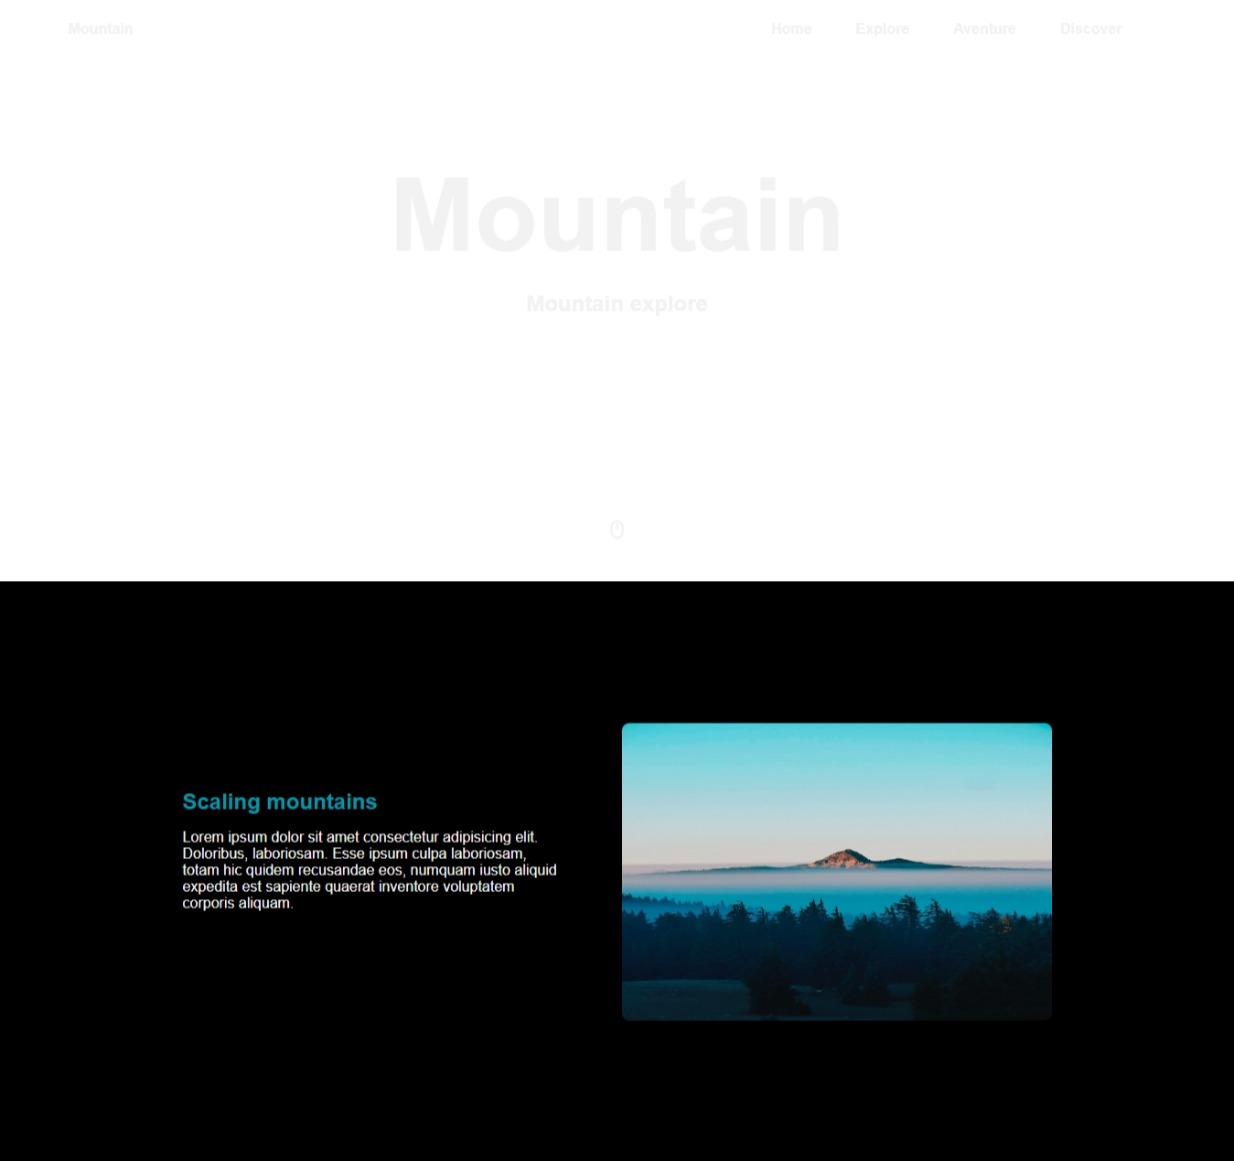 Mountain
Home
Explore
Aventure
Discover
Mountain
Mountain explore
Scaling mountains
Lorem ipsum dolor sit amet consectetur adipisicing elit.
Doloribus, laboriosam. Esse ipsum culpa laboriosam,
totam hic quidem recusandae eos, numquam iusto aliquid
expedita est sapiente quaerat inventore voluptatem
corporis aliquam.